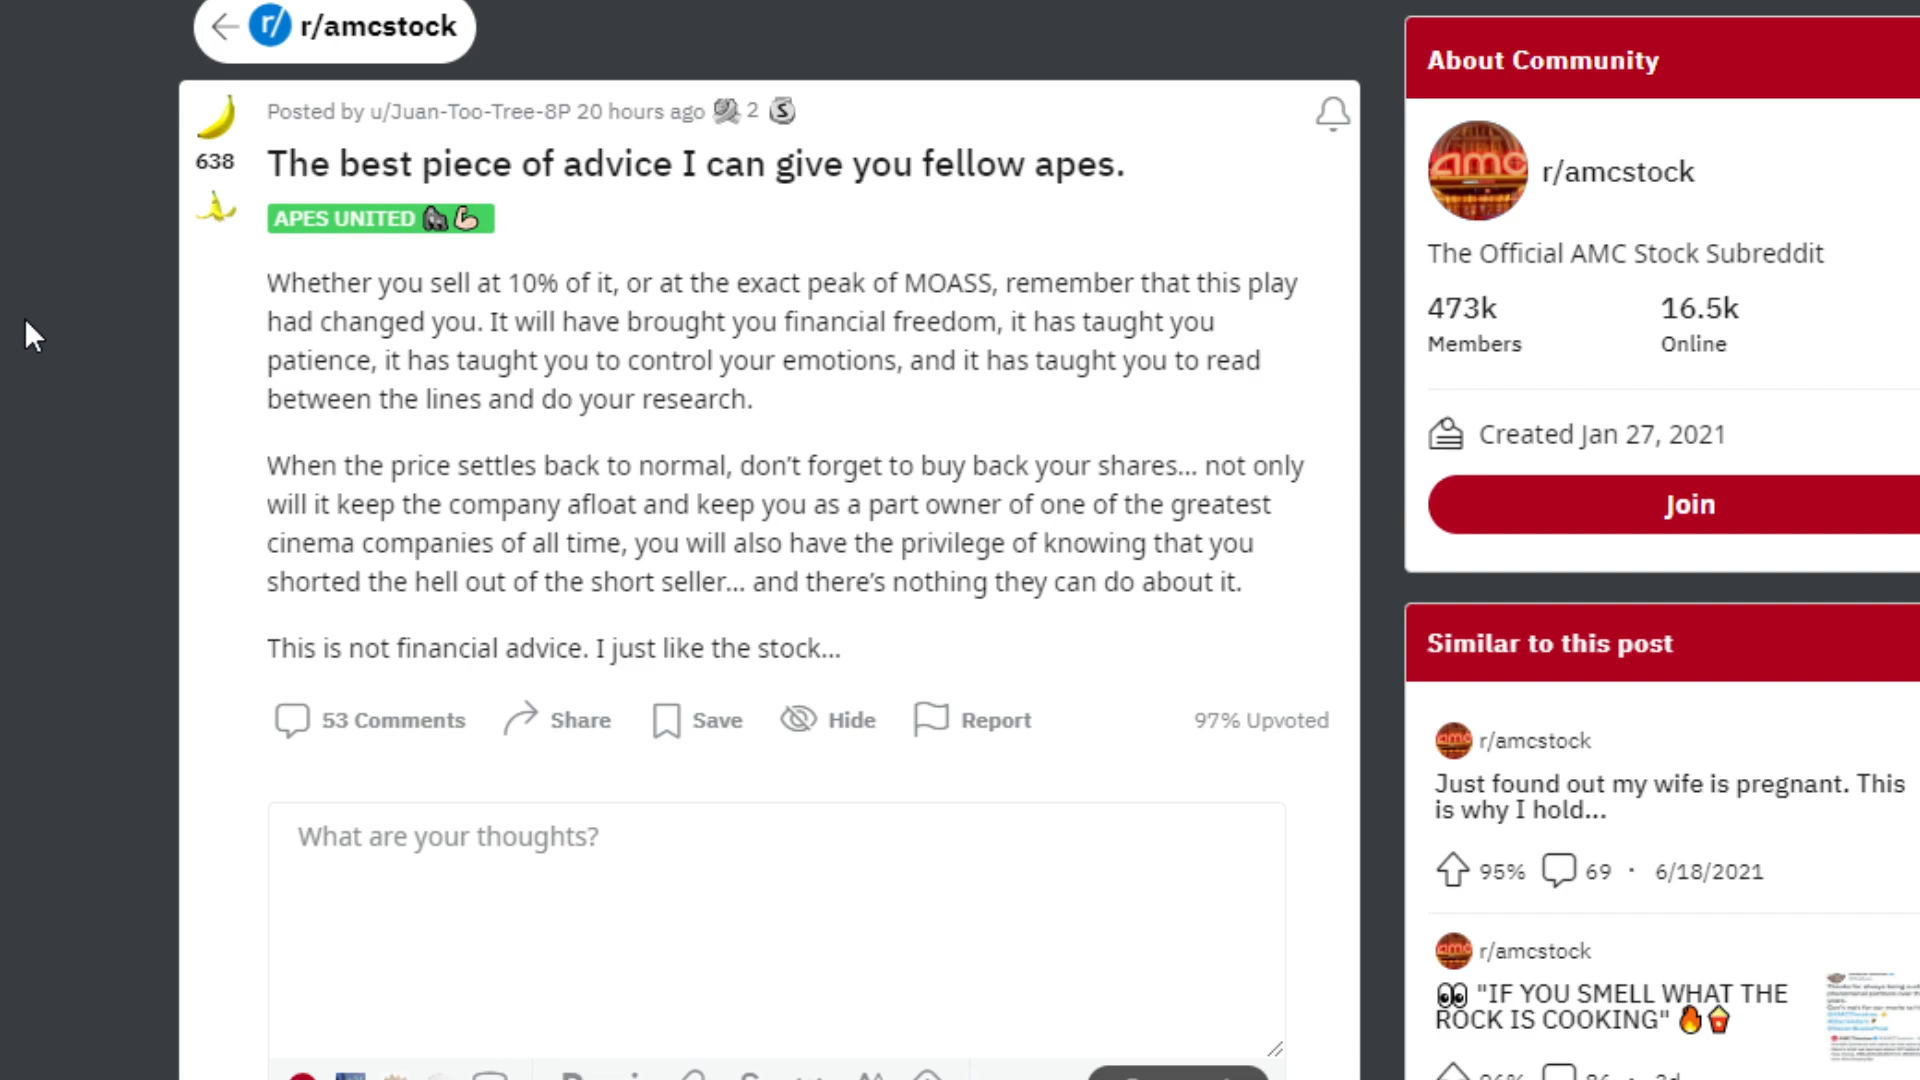 r/amcstock
Posted by u/Juan-Too-Tree-8P 20 hours ago 2
638
The best piece of advice I can give you fellow apes.
APES UNITED
Whether you sell at 10% of it, or at the exact peak of MOASS, remember that this play
had changed you. It will have brought you financial freedom, it has taught you
patience, it has taught you to control your emotions, and it has taught you to read
between the lines and do your research.
When the price settles back to normal, don't forget to buy back your shares... not only
will it keep the company afloat and keep you as a part owner of one of the greatest
cinema companies of all time, you will also have the privilege of knowing that you
shorted the hell out of the short seller... and there's nothing they can do about it.
This is not financial advice. I just like the stock...
53 Comments Share Save Hide Report 97% Upvoted
What are your thoughts?
About Community
amc
r/amcstock
The Official AMC Stock Subreddit
473k 16.5k
Members Online
Created Jan 27, 2021
Join
Similar to this post
r/amcstock
Just found out my wife is pregnant. This
is why I hold...
95% 69 · 6/18/2021
r/amcstock
"IF YOU SMELL WHAT THE
ROCK IS COOKING"